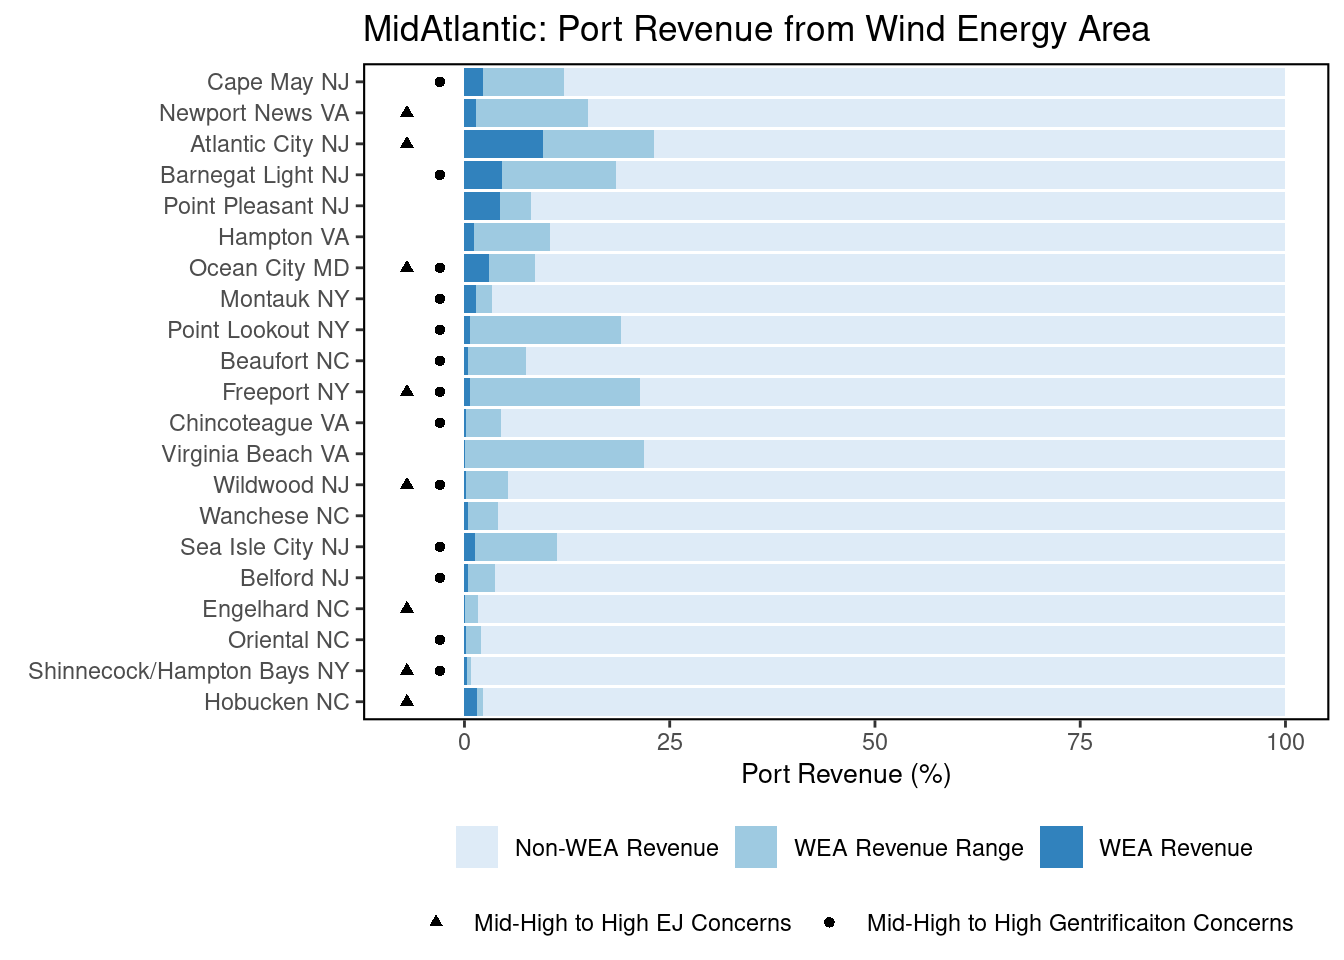 MidAtlantic: Port Revenue from Wind Energy Area
Cape May NJ
Newport News VA
Atlantic City NJ
Barnegat Light NJ
Point Pleasant NJ
Hampton VA
Ocean City MD
Montauk NY
Point Lookout NY
Beaufort NC
Freeport NY
Chincoteague VA
Virginia Beach VA
Wildwood NJ
Wanchese NC
Sea Isle City NJ
Belford NJ
Engelhard NC
Oriental NC
Shinnecock/Hampton Bays NY
Hobucken NC
0 25 50 75 100
Port Revenue (%)
Non-WEA Revenue WEA Revenue Range WEA Revenue
Mid-High to High EJ Concerns Mid-High to High Gentrificaiton Concerns